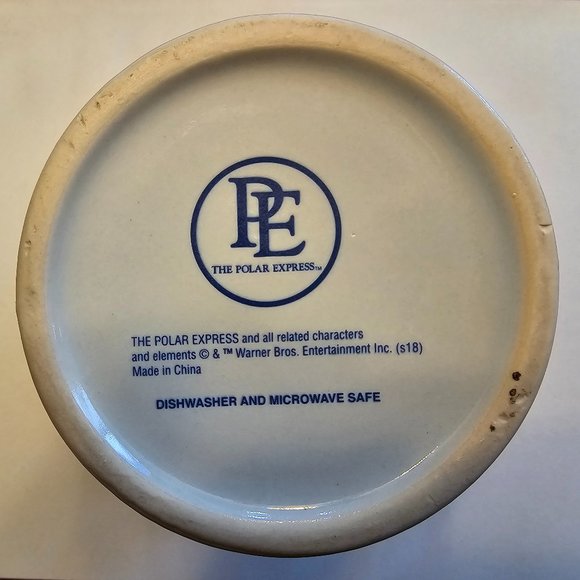 PE
THE POLAR EXPRESS™
THE POLAR EXPRESS and all related characters
and elements © & ™ Warner Bros. Entertainment Inc. (s18)
Made in China
DISHWASHER AND MICROWAVE SAFE